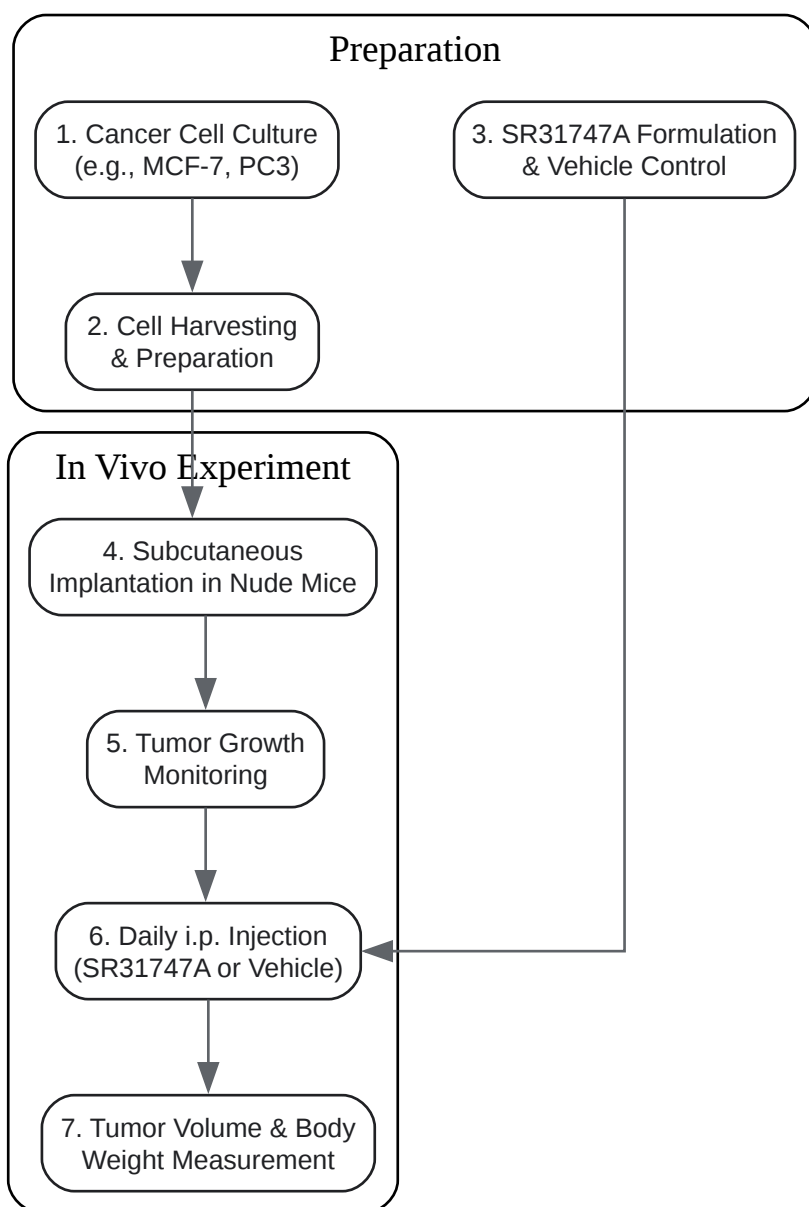 Preparation
1. Cancer Cell Culture
(e.g., MCF-7, PC3)
3. SR31747A Formulation
& Vehicle Control
2. Cell Harvesting
& Preparation
In Vivo Experiment
4. Subcutaneous
Implantation in Nude Mice
5. Tumor Growth
Monitoring
6. Daily i.p. Injection
(SR31747A or Vehicle)
7. Tumor Volume & Body
Weight Measurement